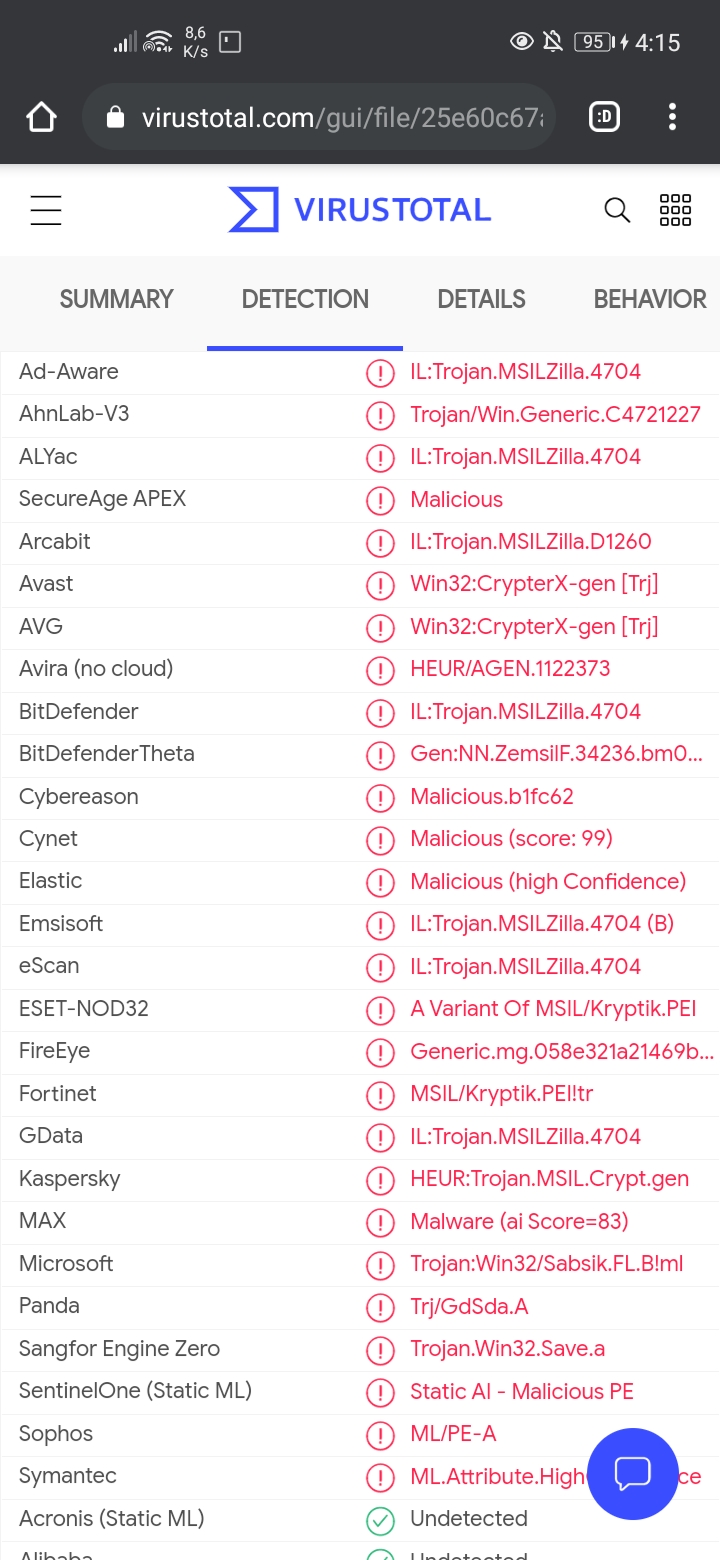 8,6
K/s
95
4:15
virustotal.com/gui/file/25e60c67
:D
VIRUSTOTAL
SUMMARY DETECTION DETAILS BEHAVIOR
Ad-Aware IL:Trojan.MSILZilla.4704
AhnLab-V3 Trojan/Win.Generic.C4721227
ALYac IL:Trojan.MSILZilla.4704
SecureAge APEX Malicious
Arcabit IL:Trojan.MSILZilla.D1260
Avast Win32:CrypterX-gen [Trj]
AVG Win32:CrypterX-gen [Trj]
Avira (no cloud) HEUR/AGEN.1122373
BitDefender IL:Trojan.MSILZilla.4704
BitDefenderTheta Gen:NN.ZemsilF.34236.bm0...
Cybereason Malicious.b1fc62
Cynet Malicious (score: 99)
Elastic Malicious (high Confidence)
Emsisoft IL:Trojan.MSILZilla.4704 (B)
eScan IL:Trojan.MSILZilla.4704
ESET-NOD32 A Variant Of MSIL/Kryptik.PEI
FireEye Generic.mg.058e321a21469b...
Fortinet MSIL/Kryptik.PEI!tr
GData IL:Trojan.MSILZilla.4704
Kaspersky HEUR:Trojan.MSIL.Crypt.gen
MAX Malware (ai Score=83)
Microsoft Trojan:Win32/Sabsik.FL.B!ml
Panda Trj/GdSda.A
Sangfor Engine Zero Trojan.Win32.Save.a
SentinelOne (Static ML) Static AI - Malicious PE
Sophos ML/PE-A
Symantec ML.Attribute.High ce
Acronis (Static ML) Undetected
Alibaba Undetected